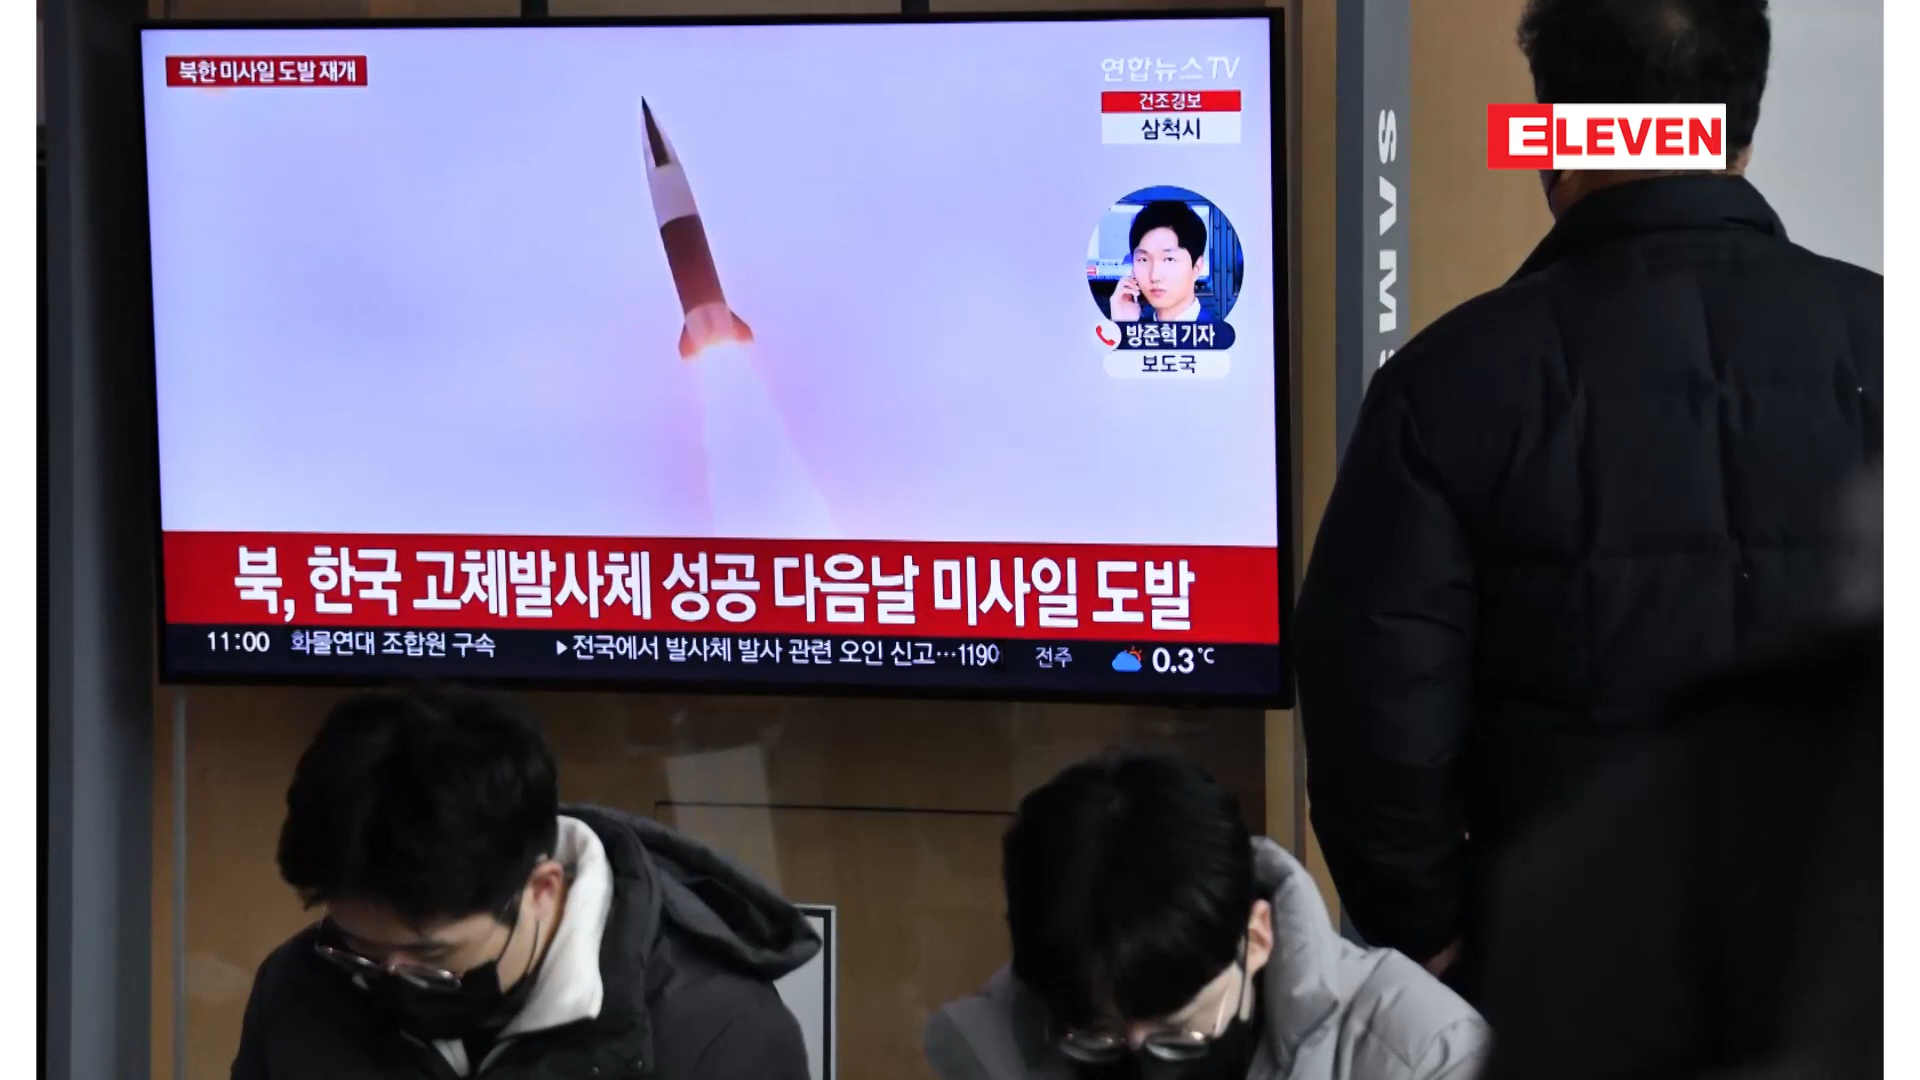 북한 미사일 도발 재개
연합뉴스TV
건조경보
삼척시
방준혁 기자
보도국
북, 한국 고체발사체 성공 다음날 미사일 도발
11:00 화물연대 조합원 구속 ▶전국에서 발사체 발사 관련 오인 신고…1190 전주 0.3℃
SAMS
ELEVEN